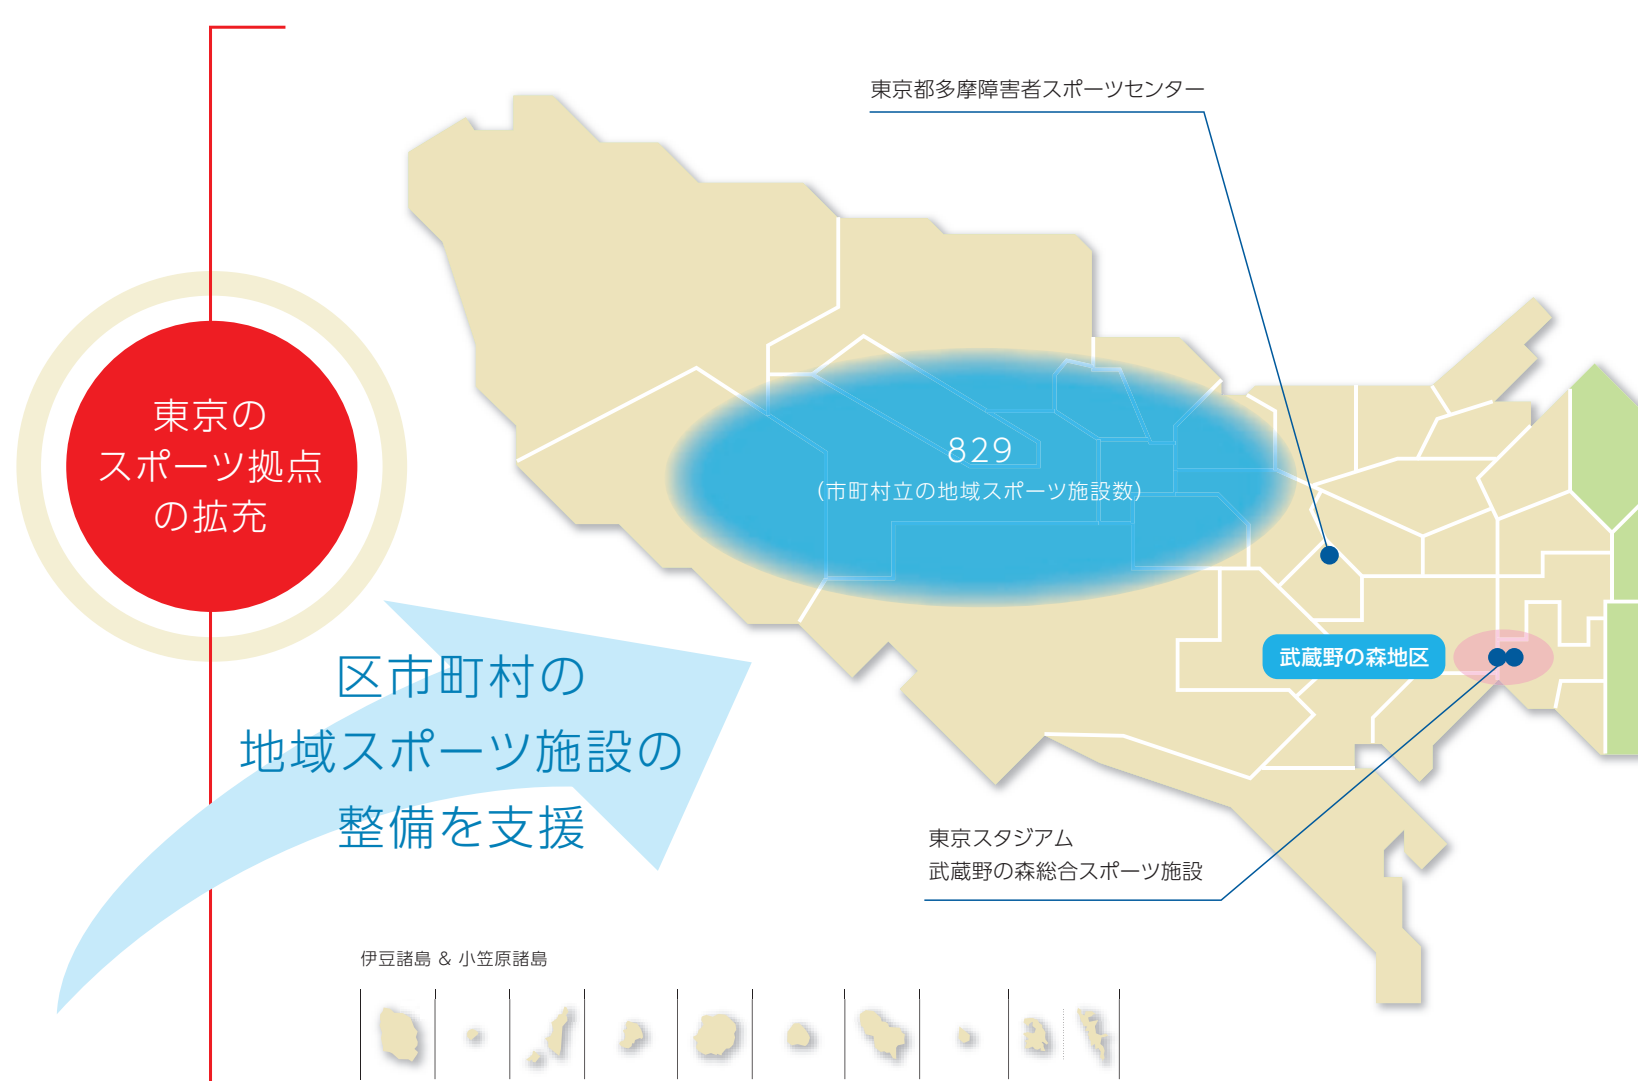 東京都多摩障害者スポーツセンター
東京の
スポーツ拠点
の拡充
829
（市町村立の地域スポーツ施設数）
武蔵野の森地区
区市町村の
地域スポーツ施設の
整備を支援
東京スタジアム
武蔵野の森総合スポーツ施設
伊豆諸島 & 小笠原諸島